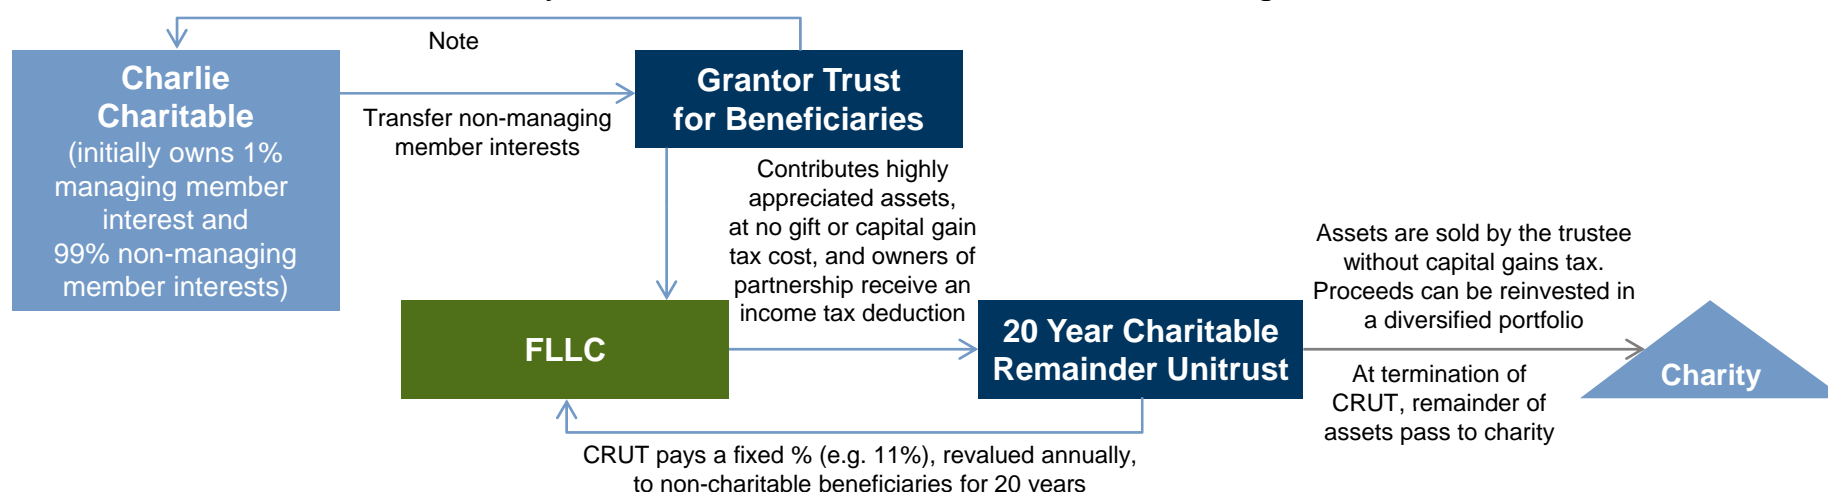 Note
Charlie
Charitable
(initially owns 1%
managing member
interest and
99% non-managing
member interests)
Transfer non-managing
member interests
Grantor Trust
for Beneficiaries
Contributes highly
appreciated assets,
at no gift or capital gain
tax cost, and owners of
partnership receive an
income tax deduction
FLLC
20 Year Charitable
Remainder Unitrust
Assets are sold by the trustee
without capital gains tax.
Proceeds can be reinvested in
a diversified portfolio
At termination of
CRUT, remainder of
assets pass to charity
Charity
CRUT pays a fixed % (e.g. 11%), revalued annually,
to non-charitable beneficiaries for 20 years